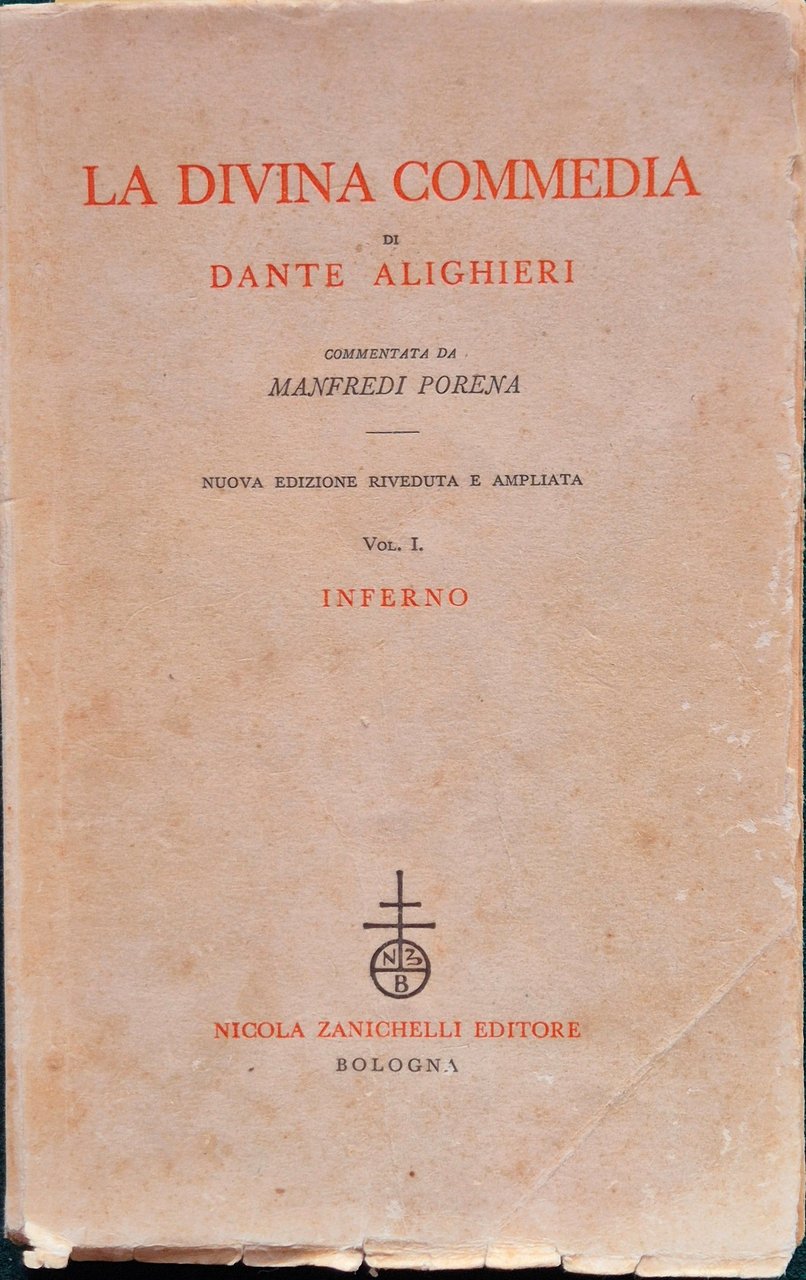 LA DIVINA COMMEDIA
DI
DANTE ALIGHIERI
COMMENTATA DA
MANFREDI PORENA
NUOVA EDIZIONE RIVEDUTA E AMPLIATA
VOL. I.
INFERNO
N Z
B
NICOLA ZANICHELLI EDITORE
BOLOGNA